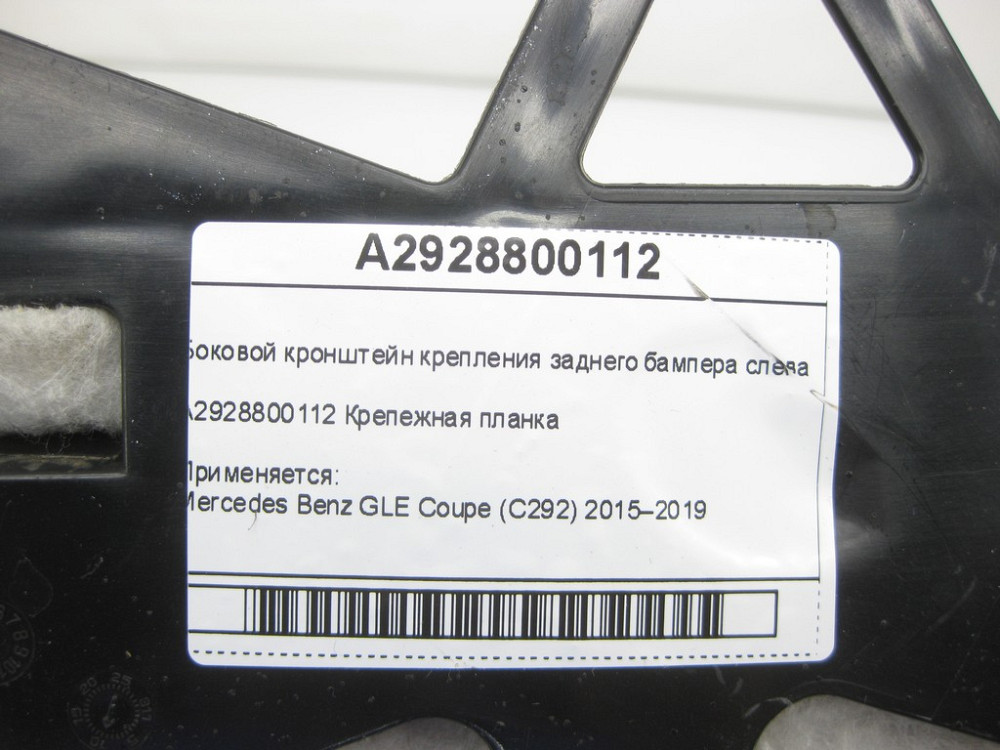 A2928800112
Боковой кронштейн крепления заднего бампера слева
A2928800112 Крепежная планка
Применяется:
Mercedes Benz GLE Coupe (C292) 2015–2019